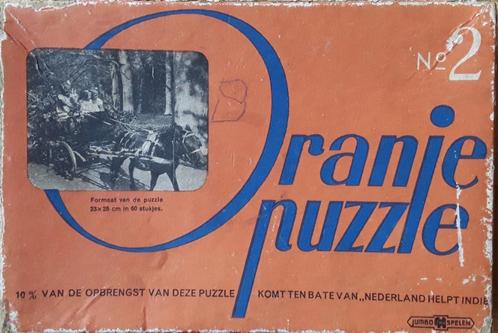 No 2
Oranje
puzzle
Formaat van de puzzle
23×28 cm in 60 stukjes.
10% VAN DE OPBRENGST VAN DEZE PUZZLE KOMT TEN BATE VAN „NEDERLAND HELPT INDIE
JUMBO SPELEN